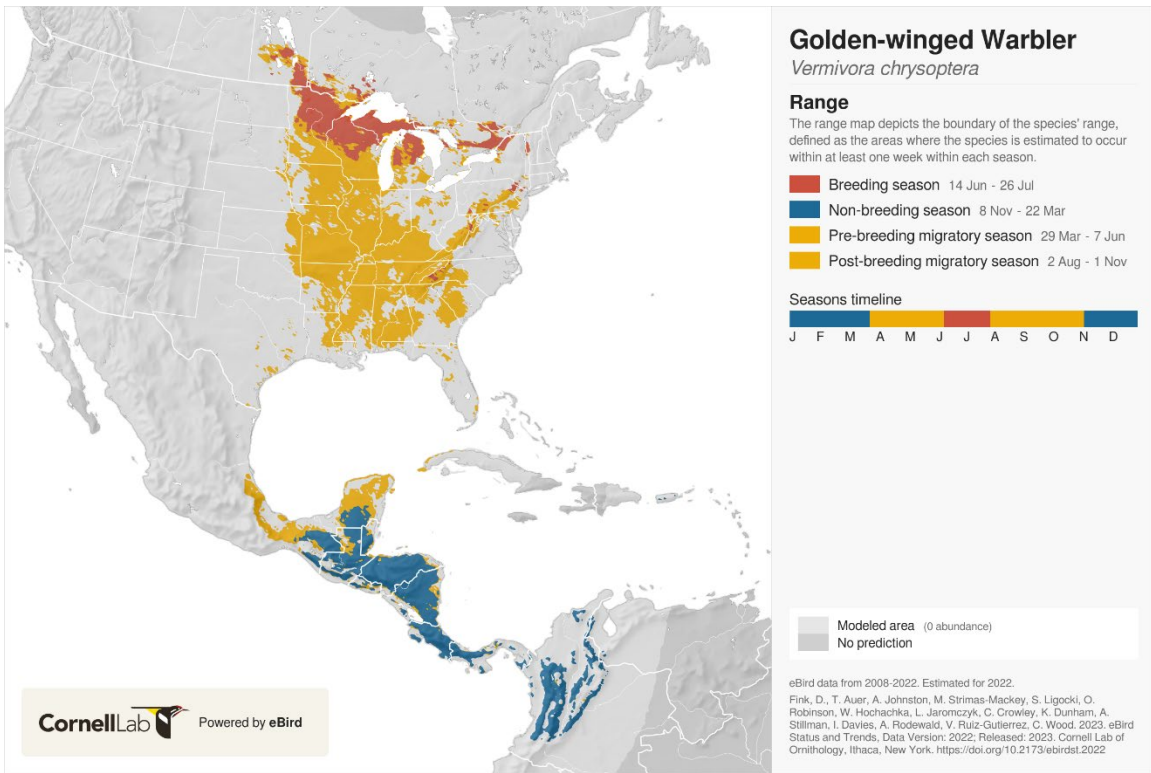 Golden-winged Warbler
Vermivora chrysoptera
Range
The range map depicts the boundary of the species' range,
defined as the areas where the species is estimated to occur
within at least one week within each season.
Breeding season 14 Jun - 26 Jul
Non-breeding season 8 Nov - 22 Mar
Pre-breeding migratory season 29 Mar - 7 Jun
Post-breeding migratory season 2 Aug - 1 Nov
Seasons timeline
J F M A M J J A S O N D
Modeled area (0 abundance)
No prediction
eBird data from 2008-2022. Estimated for 2022.
Fink, D., T. Auer, A. Johnston, M. Strimas-Mackey, S. Ligocki, O.
Robinson, W. Hochachka, L. Jaromczyk, C. Crowley, K. Dunham, A.
Stillman, I. Davies, A. Rodewald, V. Ruiz-Gutierrez, C. Wood. 2023. eBird
Status and Trends, Data Version: 2022; Released: 2023. Cornell Lab of
Ornithology, Ithaca, New York. https://doi.org/10.2173/ebirdst.2022
CornellLab Powered by eBird